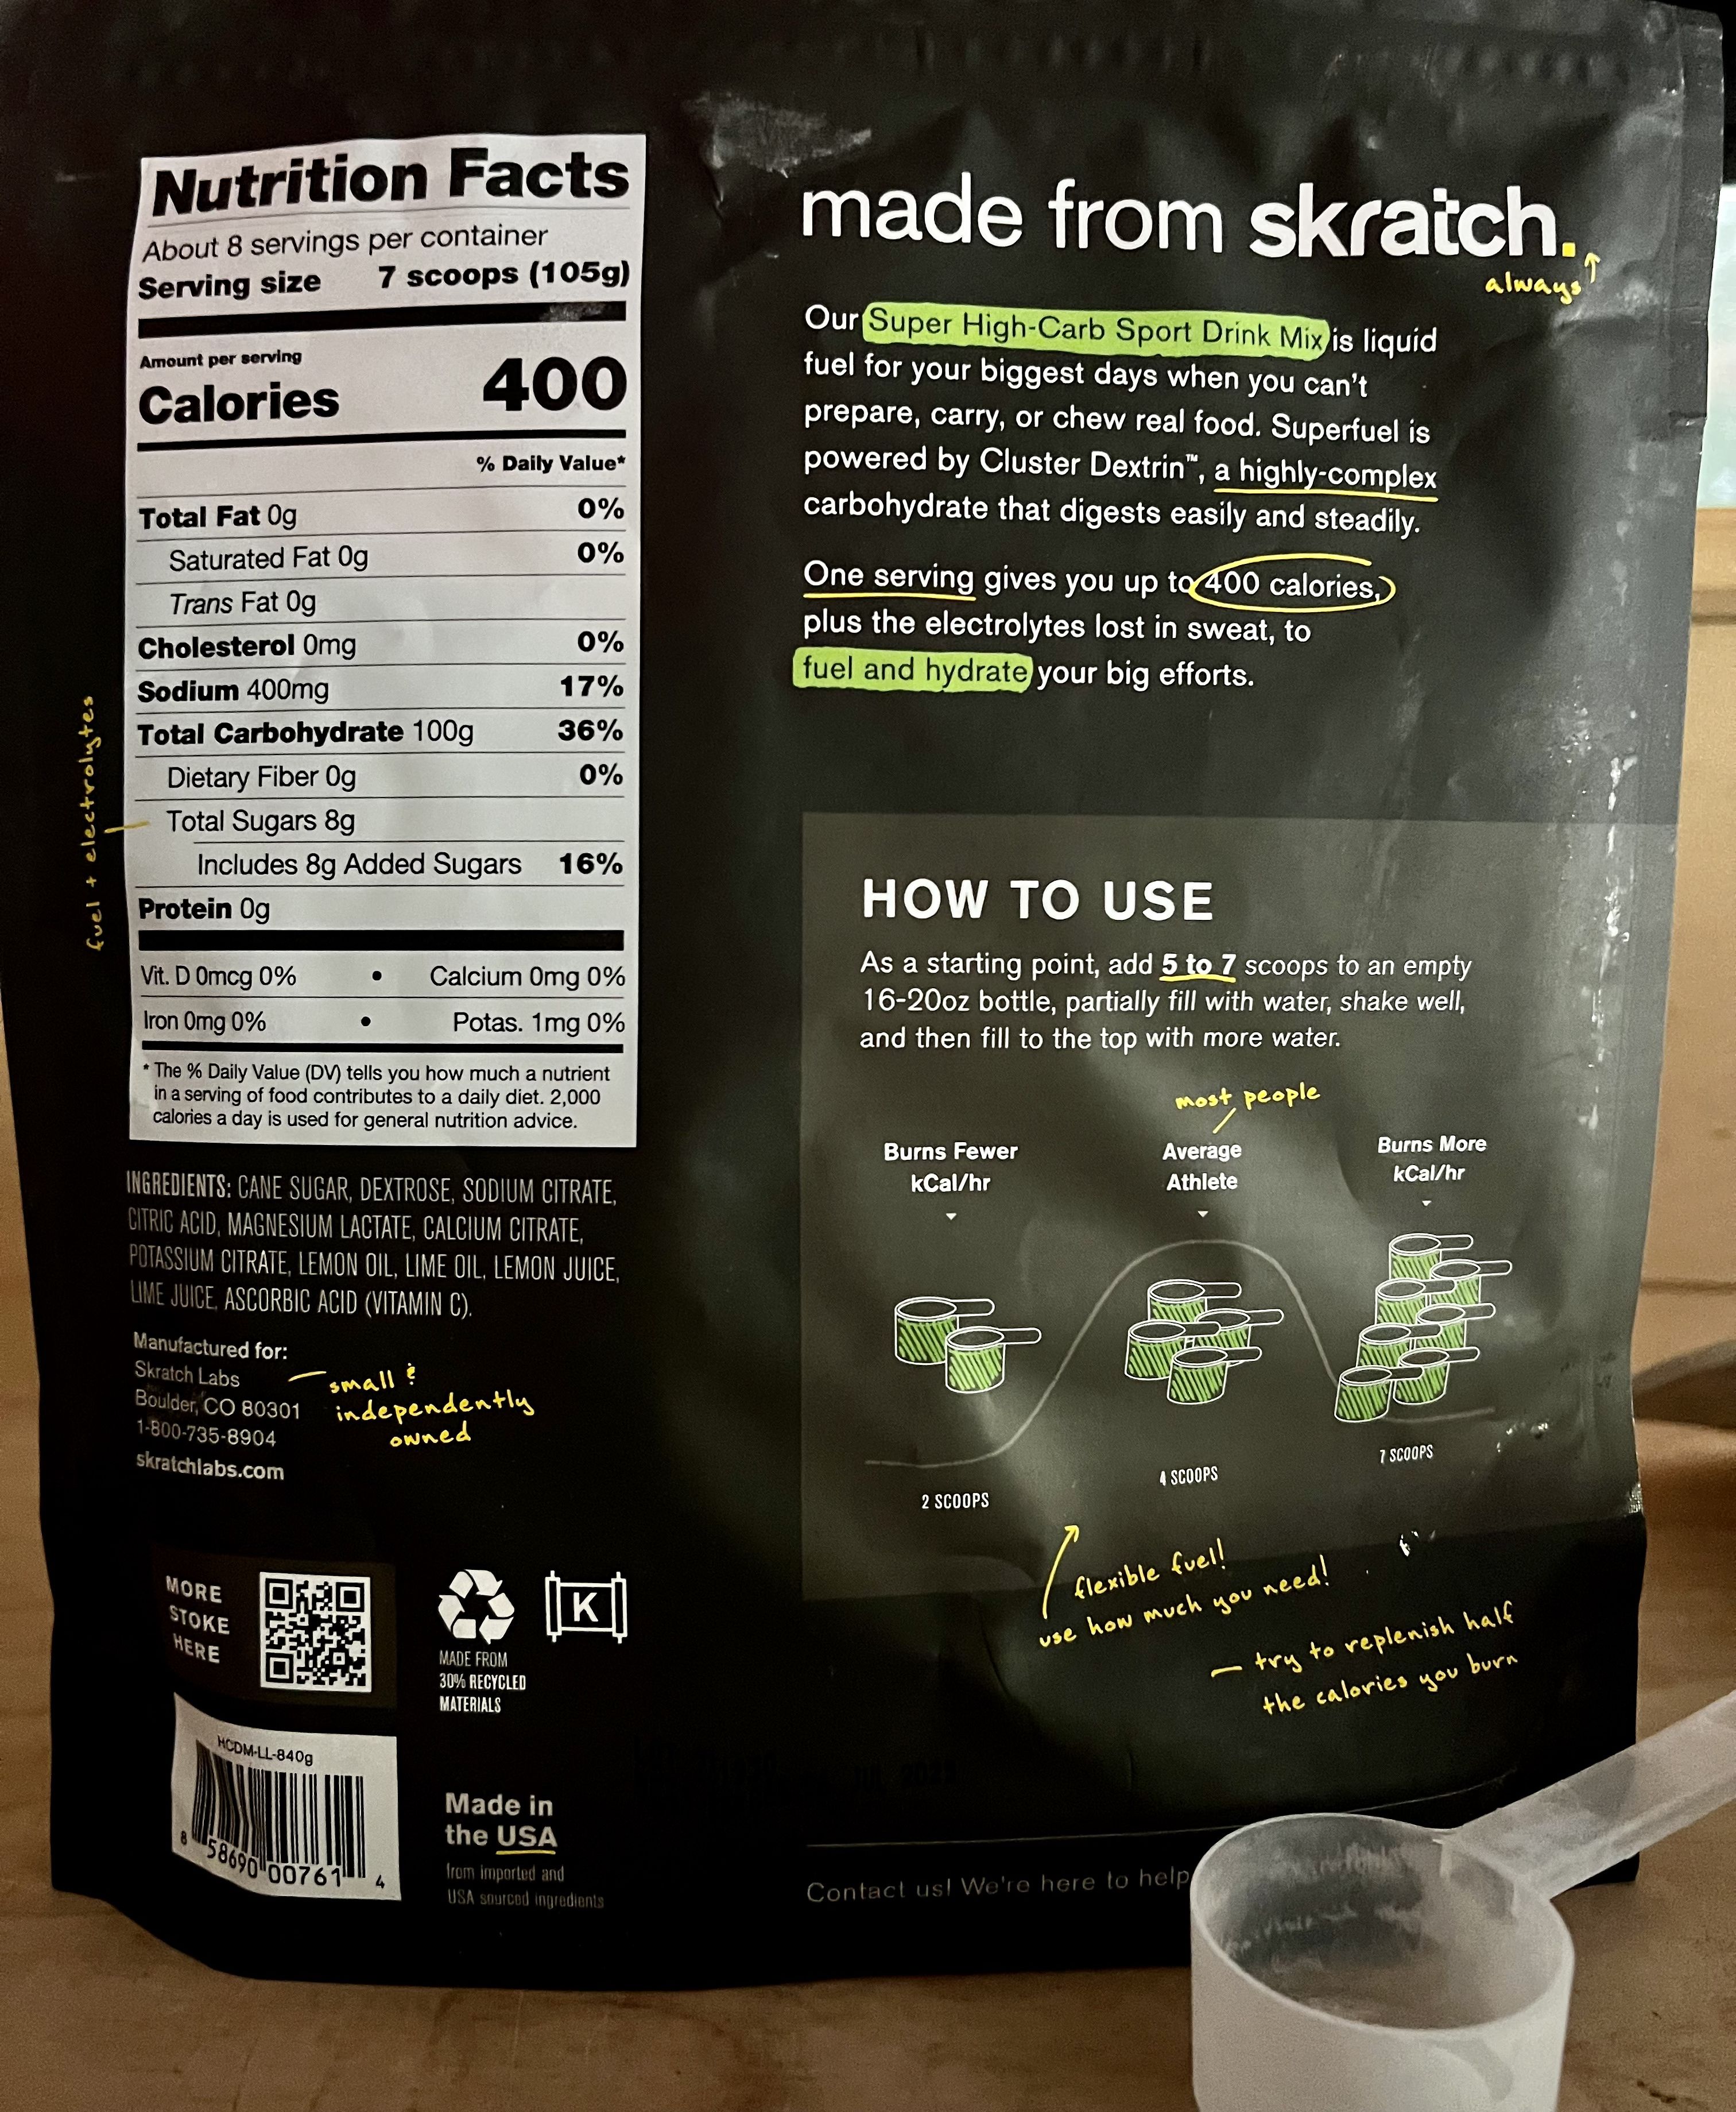 Nutrition Facts
About 8 servings per container
Serving size 7 scoops (105g)
Amount per serving
Calories 400
% Daily Value*
Total Fat 0g 0%
Saturated Fat 0g 0%
Trans Fat 0g
Cholesterol 0mg 0%
Sodium 400mg 17%
Total Carbohydrate 100g 36%
Dietary Fiber 0g 0%
Total Sugars 8g
Includes 8g Added Sugars 16%
Protein 0g
Vit. D 0mcg 0% • Calcium 0mg 0%
Iron 0mg 0% • Potas. 1mg 0%
* The % Daily Value (DV) tells you how much a nutrient
in a serving of food contributes to a daily diet. 2,000
calories a day is used for general nutrition advice.
fuel + electrolytes
INGREDIENTS: CANE SUGAR, DEXTROSE, SODIUM CITRATE,
CITRIC ACID, MAGNESIUM LACTATE, CALCIUM CITRATE,
POTASSIUM CITRATE, LEMON OIL, LIME OIL, LEMON JUICE,
LIME JUICE, ASCORBIC ACID (VITAMIN C).
Manufactured for:
Skratch Labs
Boulder, CO 80301
1-800-735-8904
skratchlabs.com
small &
independently
owned
MORE
STOKE
HERE
MADE FROM
30% RECYCLED
MATERIALS
K
HCDM-LL-840g
8 58690 00761 4
Made in
the USA
from imported and
USA sourced ingredients
made from skratch.
always
Our Super High-Carb Sport Drink Mix is liquid
fuel for your biggest days when you can't
prepare, carry, or chew real food. Superfuel is
powered by Cluster Dextrin™, a highly-complex
carbohydrate that digests easily and steadily.
One serving gives you up to 400 calories,
plus the electrolytes lost in sweat, to
fuel and hydrate your big efforts.
HOW TO USE
As a starting point, add 5 to 7 scoops to an empty
16-20oz bottle, partially fill with water, shake well,
and then fill to the top with more water.
most people
Burns Fewer
kCal/hr
Average
Athlete
Burns More
kCal/hr
2 SCOOPS
4 SCOOPS
7 SCOOPS
flexible fuel!
use how much you need!
– try to replenish half
the calories you burn
Contact us! We're here to help